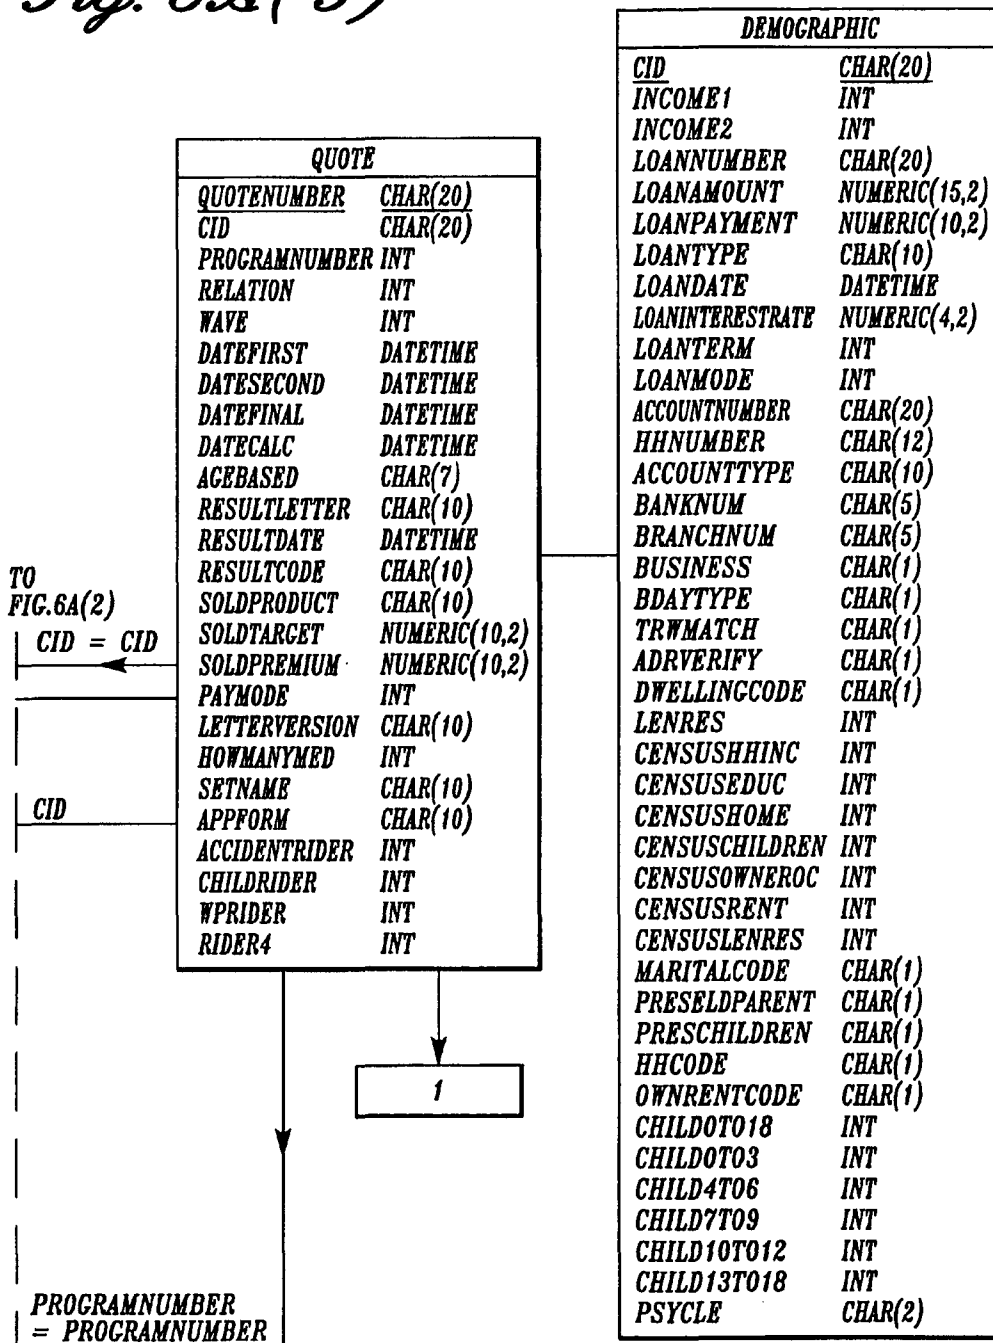 Fig. 6A(3)
DEMOGRAPHIC
CID CHAR(20)
INCOME1 INT
INCOME2 INT
LOANNUMBER CHAR(20)
LOANAMOUNT NUMERIC(15,2)
LOANPAYMENT NUMERIC(10,2)
LOANTYPE CHAR(10)
LOANDATE DATETIME
LOANINTERESTRATE NUMERIC(4,2)
LOANTERM INT
LOANMODE INT
ACCOUNTNUMBER CHAR(20)
HHNUMBER CHAR(12)
ACCOUNTTYPE CHAR(10)
BANKNUM CHAR(5)
BRANCHNUM CHAR(5)
BUSINESS CHAR(1)
BDAYTYPE CHAR(1)
TRWMATCH CHAR(1)
ADRVERIFY CHAR(1)
DWELLINGCODE CHAR(1)
LENRES INT
CENSUSHHINC INT
CENSUSEDUC INT
CENSUSHOME INT
CENSUSCHILDREN INT
CENSUSOWNEROC INT
CENSUSRENT INT
CENSUSLENRES INT
MARITALCODE CHAR(1)
PRESELDPARENT CHAR(1)
PRESCHILDREN CHAR(1)
HHCODE CHAR(1)
OWNRENTCODE CHAR(1)
CHILD0TO18 INT
CHILD0TO3 INT
CHILD4TO6 INT
CHILD7TO9 INT
CHILD10TO12 INT
CHILD13TO18 INT
PSYCLE CHAR(2)
QUOTE
QUOTENUMBER CHAR(20)
CID CHAR(20)
PROGRAMNUMBER INT
RELATION INT
WAVE INT
DATEFIRST DATETIME
DATESECOND DATETIME
DATEFINAL DATETIME
DATECALC DATETIME
AGEBASED CHAR(7)
RESULTLETTER CHAR(10)
RESULTDATE DATETIME
RESULTCODE CHAR(10)
SOLDPRODUCT CHAR(10)
SOLDTARGET NUMERIC(10,2)
SOLDPREMIUM NUMERIC(10,2)
PAYMODE INT
LETTERVERSION CHAR(10)
HOWMANYMED INT
SETNAME CHAR(10)
APPFORM CHAR(10)
ACCIDENTRIDER INT
CHILDRIDER INT
WPRIDER INT
RIDER4 INT
TO
FIG.6A(2)
CID = CID
CID
1
PROGRAMNUMBER
= PROGRAMNUMBER